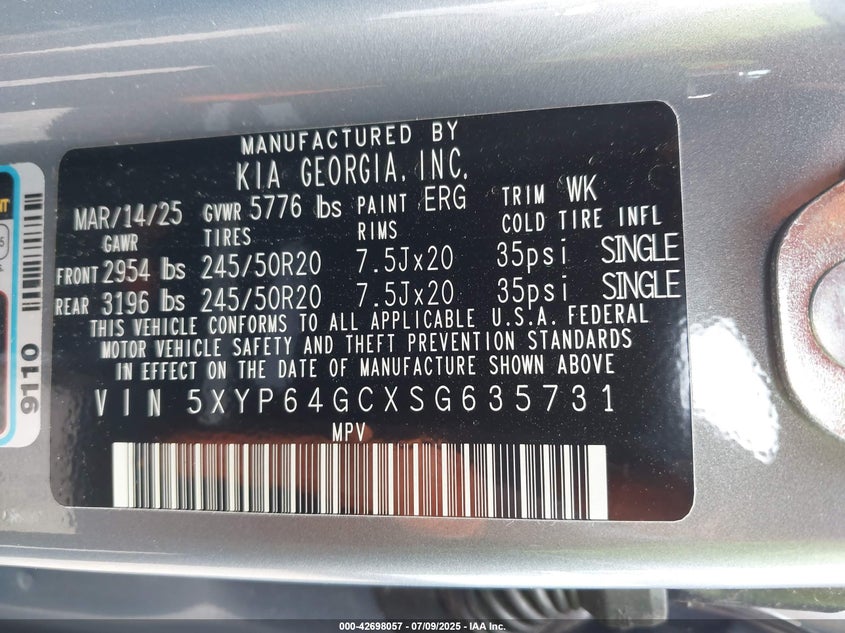 MANUFACTURED BY
KIA GEORGIA, INC.
MAR/14/25 GVWR 5776 lbs PAINT ERG TRIM WK
GAWR TIRES RIMS COLD TIRE INFL
FRONT 2954 lbs 245/50R20 7.5Jx20 35psi SINGLE
REAR 3196 lbs 245/50R20 7.5Jx20 35psi SINGLE
THIS VEHICLE CONFORMS TO ALL APPLICABLE U.S.A. FEDERAL
MOTOR VEHICLE SAFETY AND THEFT PREVENTION STANDARDS
IN EFFECT ON THE DATE OF MANUFACTURE SHOWN ABOVE
VIN 5XYP64GCXSG635731
MPV
9110
000-42698057 - 07/09/2025 - IAA Inc.